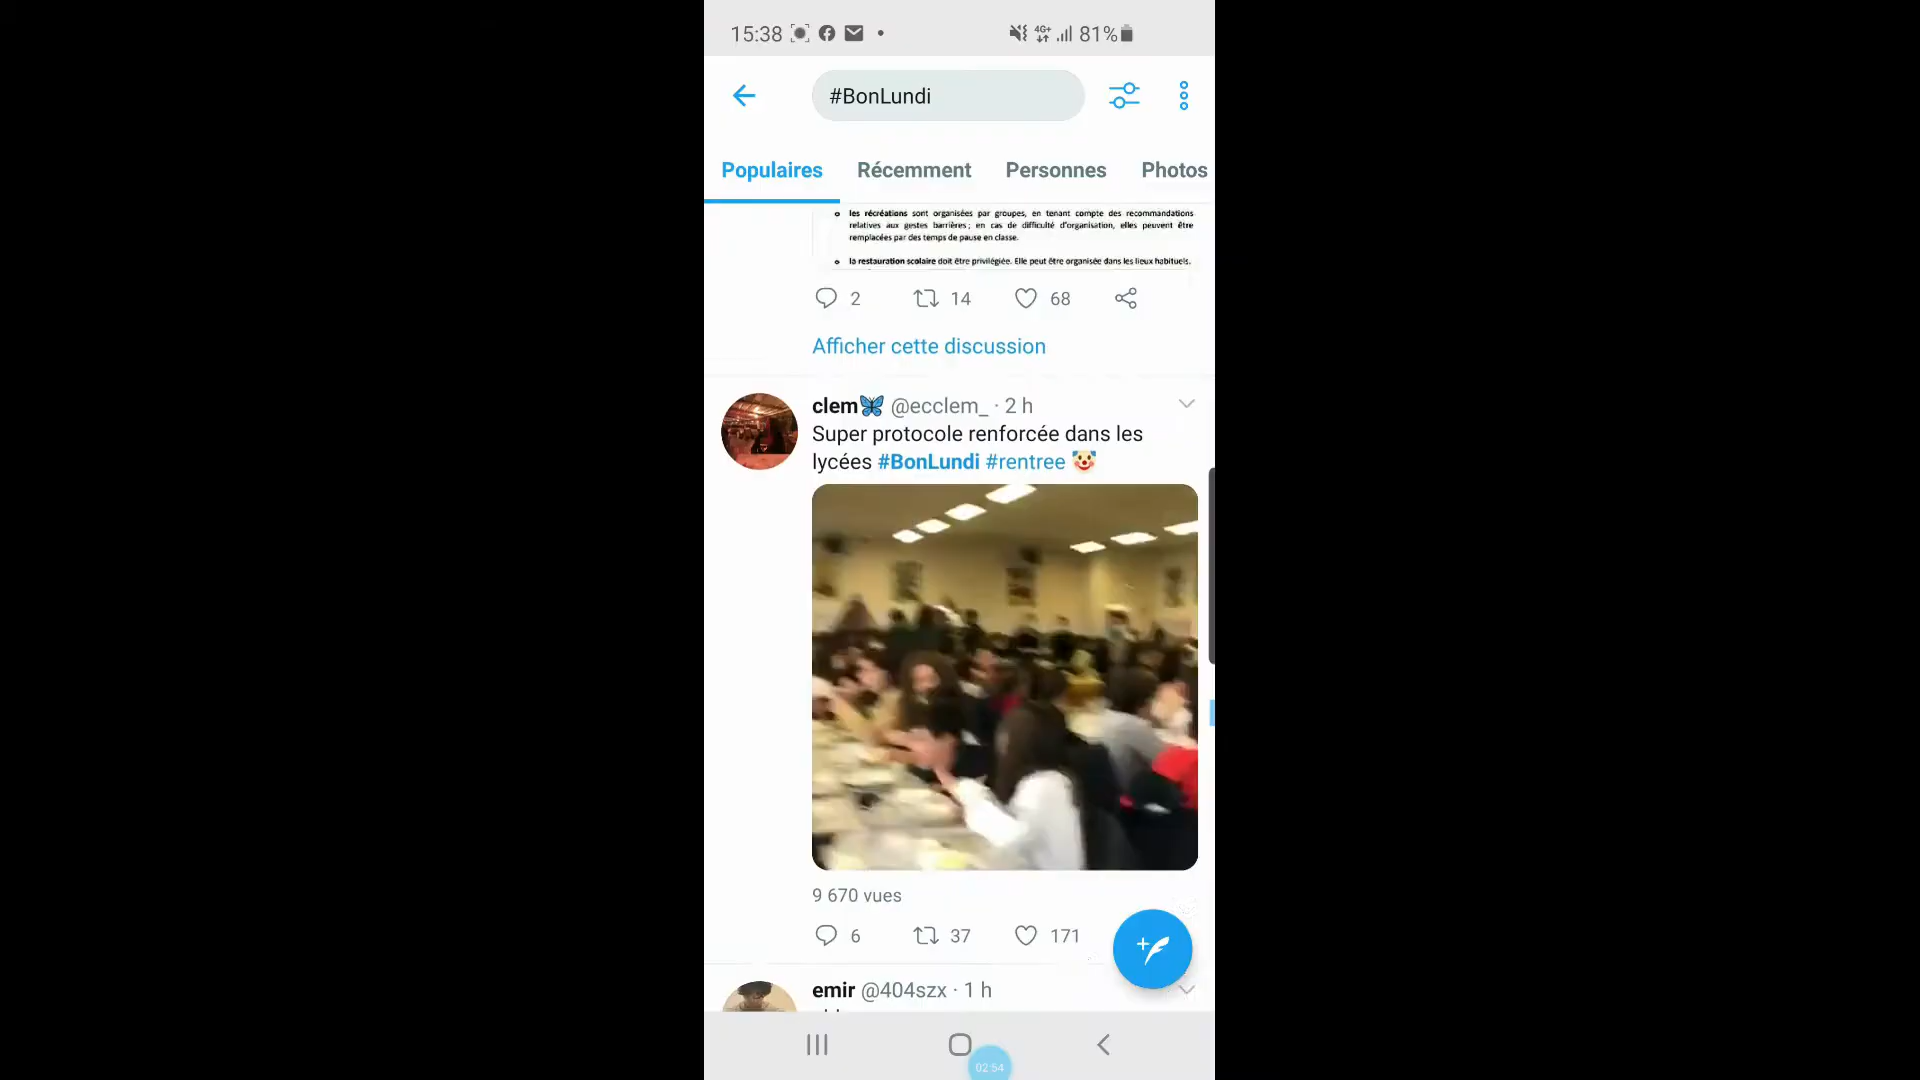 15:38 4G+ 81%
#BonLundi
Populaires Récemment Personnes Photos
les récréations sont organisées par groupes, en tenant compte des recommandations
relatives aux gestes barrières ; en cas de difficulté d'organisation, elles peuvent être
remplacées par des temps de pause en classe.
la restauration scolaire doit être privilégiée. Elle peut être organisée dans les lieux habituels.
2 14 68
Afficher cette discussion
clem🦋 @ecclem_ · 2 h
Super protocole renforcée dans les
lycées #BonLundi #rentree 🤡
9 670 vues
6 37 171
emir @404szx · 1 h
02:54